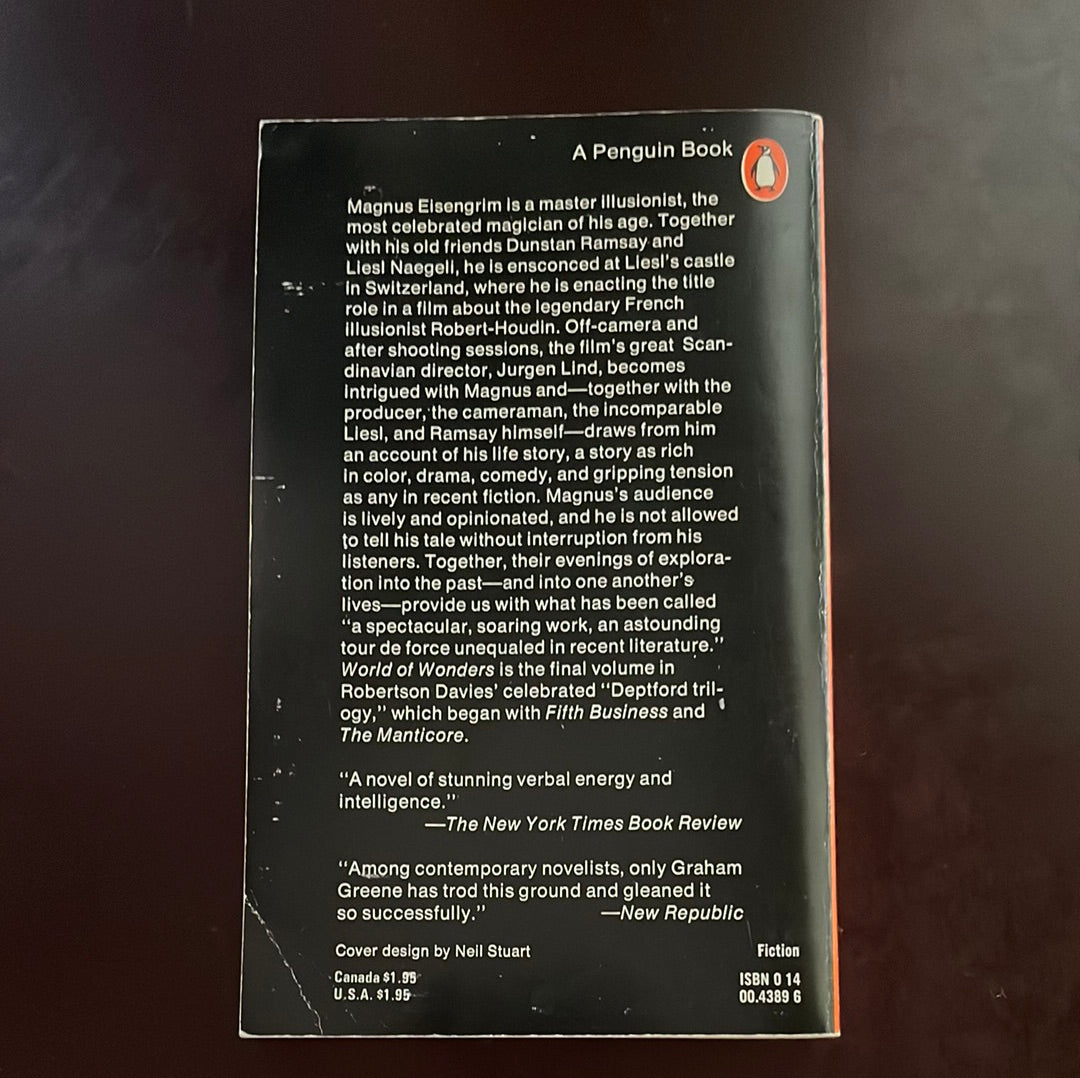 A Penguin Book
Magnus Eisengrim is a master illusionist, the
most celebrated magician of his age. Together
with his old friends Dunstan Ramsay and
Liesl Naegeli, he is ensconced at Liesl's castle
in Switzerland, where he is enacting the title
role in a film about the legendary French
illusionist Robert-Houdin. Off-camera and
after shooting sessions, the film's great Scan-
dinavian director, Jurgen Lind, becomes
intrigued with Magnus and—together with the
producer, the cameraman, the incomparable
Liesl, and Ramsay himself—draws from him
an account of his life story, a story as rich
in color, drama, comedy, and gripping tension
as any in recent fiction. Magnus's audience
is lively and opinionated, and he is not allowed
to tell his tale without interruption from his
listeners. Together, their evenings of explora-
tion into the past—and into one another's
lives—provide us with what has been called
"a spectacular, soaring work, an astounding
tour de force unequaled in recent literature."
World of Wonders is the final volume in
Robertson Davies' celebrated "Deptford tril-
ogy," which began with Fifth Business and
The Manticore.
"A novel of stunning verbal energy and
intelligence."
—The New York Times Book Review
"Among contemporary novelists, only Graham
Greene has trod this ground and gleaned it
so successfully." —New Republic
Cover design by Neil Stuart Fiction
Canada $1.95 ISBN 0 14
U.S.A. $1.95 00.4389 6